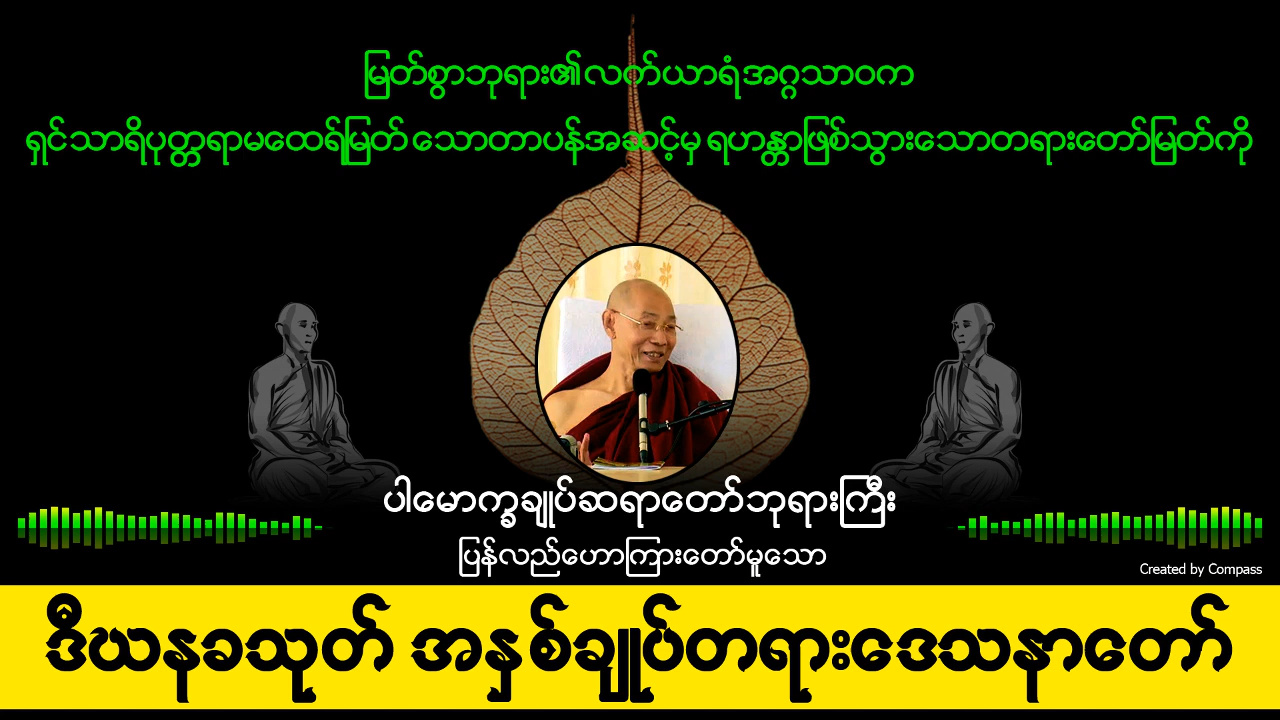 မြတ်စွာဘုရား၏လက်ယာရံအဂ္ဂသာဝက
ရှင်သာရိပုတ္တရာမထေရ်မြတ် သောတာပန်အဆင့်မှ ရဟန္တာဖြစ်သွားသောတရားတော်မြတ်ကို
ပါမောက္ခချုပ်ဆရာတော်ဘုရားကြီး
ပြန်လည်ဟောကြားတော်မူသော
Created by Compass
ဒီဃနခသုတ် အနှစ်ချုပ်တရားဒေသနာတော်